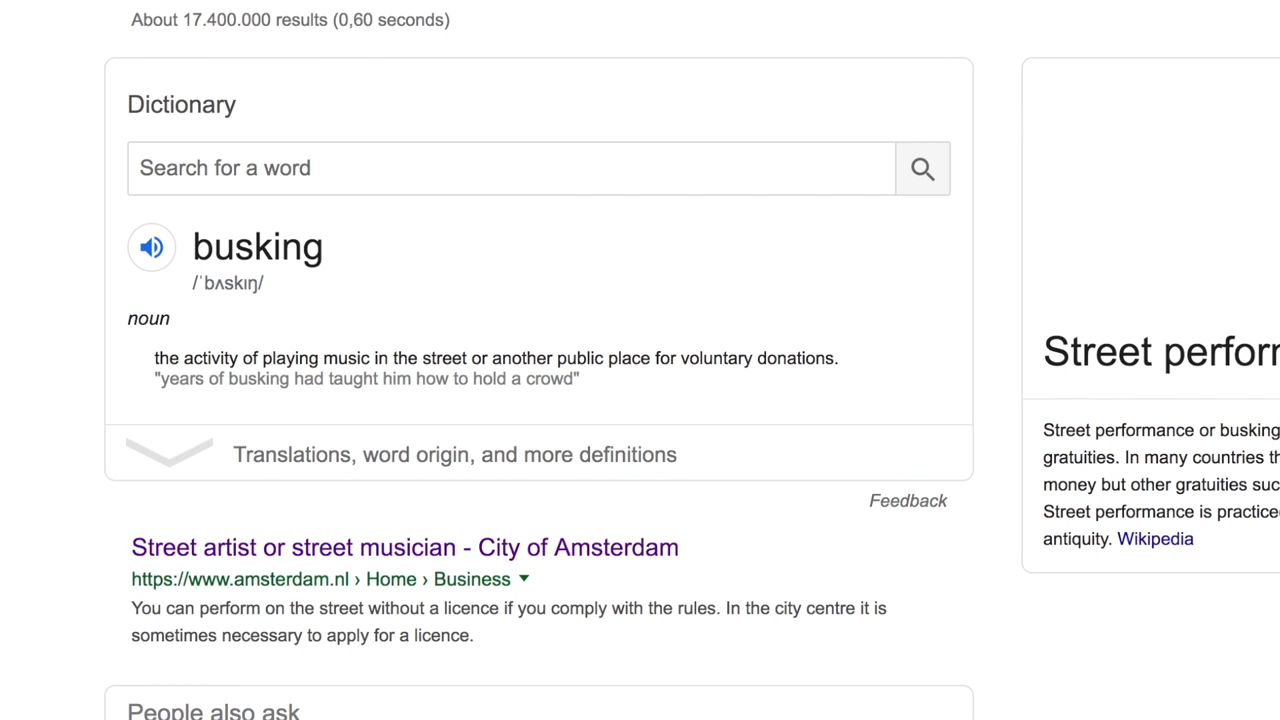 About 17.400.000 results (0,60 seconds)
Dictionary
Search for a word
busking
/ˈbʌskɪŋ/
noun
the activity of playing music in the street or another public place for voluntary donations.
"years of busking had taught him how to hold a crowd"
Translations, word origin, and more definitions
Feedback
Street artist or street musician - City of Amsterdam
https://www.amsterdam.nl › Home › Business
You can perform on the street without a licence if you comply with the rules. In the city centre it is
sometimes necessary to apply for a licence.
People also ask
Street
Street performance or busking
gratuities. In many countries
money but other gratuities
Street performance is
antiquity. Wikipedia